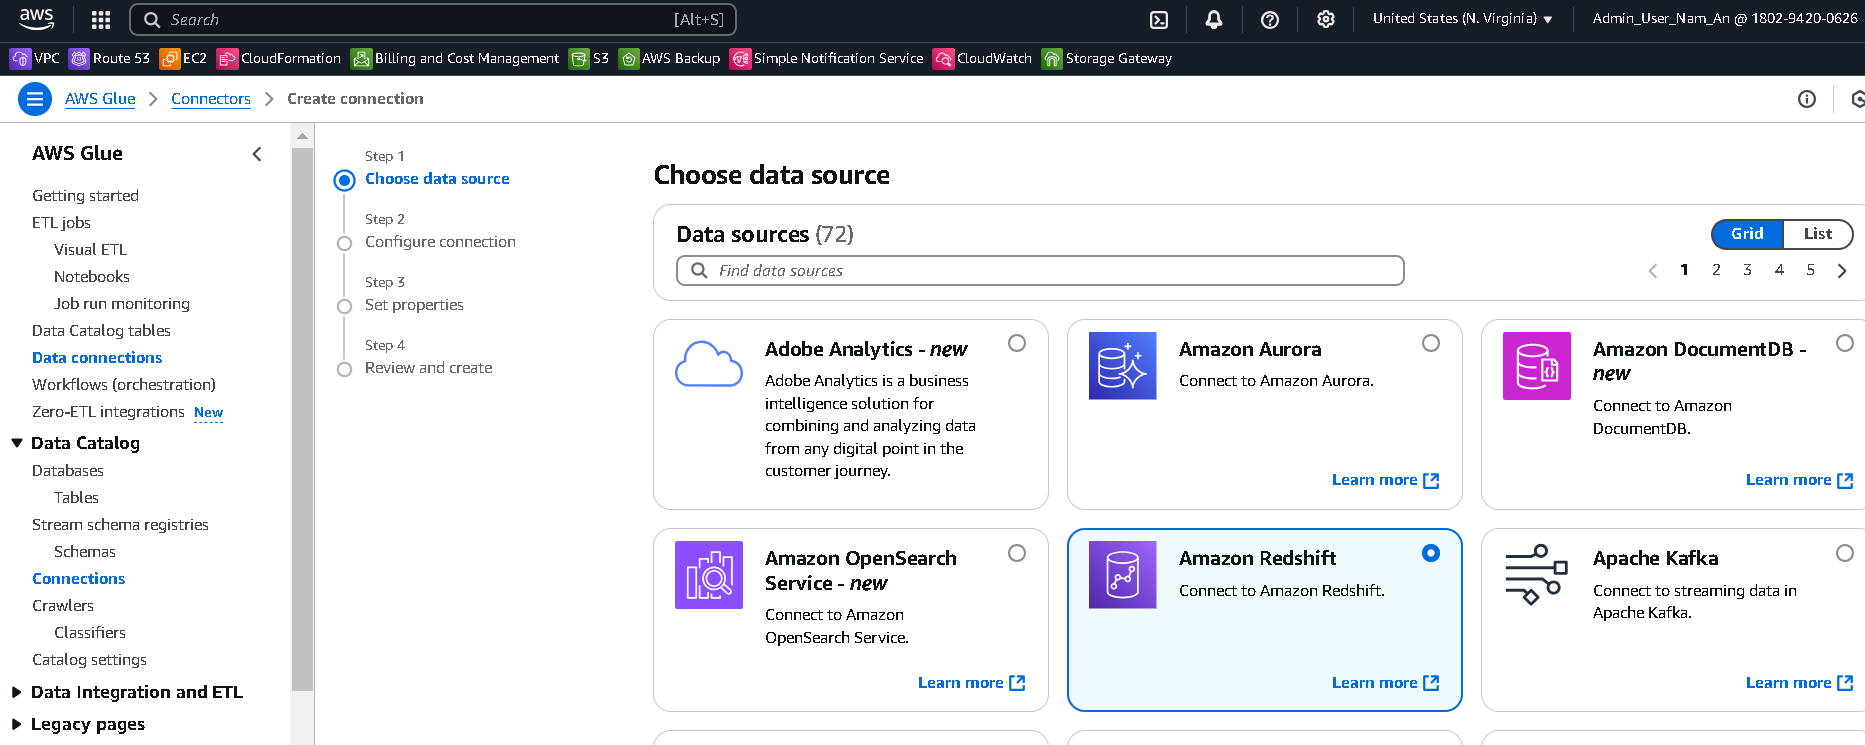 aws
Search
[Alt+S]
United States (N. Virginia)
Admin_User_Nam_An @ 1802-9420-0626
VPC
Route 53
EC2
CloudFormation
Billing and Cost Management
S3
AWS Backup
Simple Notification Service
CloudWatch
Storage Gateway
AWS Glue
Connectors
Create connection
AWS Glue
Getting started
ETL jobs
Visual ETL
Notebooks
Job run monitoring
Data Catalog tables
Data connections
Workflows (orchestration)
Zero-ETL integrations New
Data Catalog
Databases
Tables
Stream schema registries
Schemas
Connections
Crawlers
Classifiers
Catalog settings
Data Integration and ETL
Legacy pages
Step 1
Choose data source
Step 2
Configure connection
Step 3
Set properties
Step 4
Review and create
Choose data source
Data sources (72)
Grid
List
Find data sources
1 2 3 4 5
Adobe Analytics - new
Adobe Analytics is a business
intelligence solution for
combining and analyzing data
from any digital point in the
customer journey.
Amazon Aurora
Connect to Amazon Aurora.
Learn more
Amazon DocumentDB -
new
Connect to Amazon
DocumentDB.
Learn more
Amazon OpenSearch
Service - new
Connect to Amazon
OpenSearch Service.
Learn more
Amazon Redshift
Connect to Amazon Redshift.
Learn more
Apache Kafka
Connect to streaming data in
Apache Kafka.
Learn more